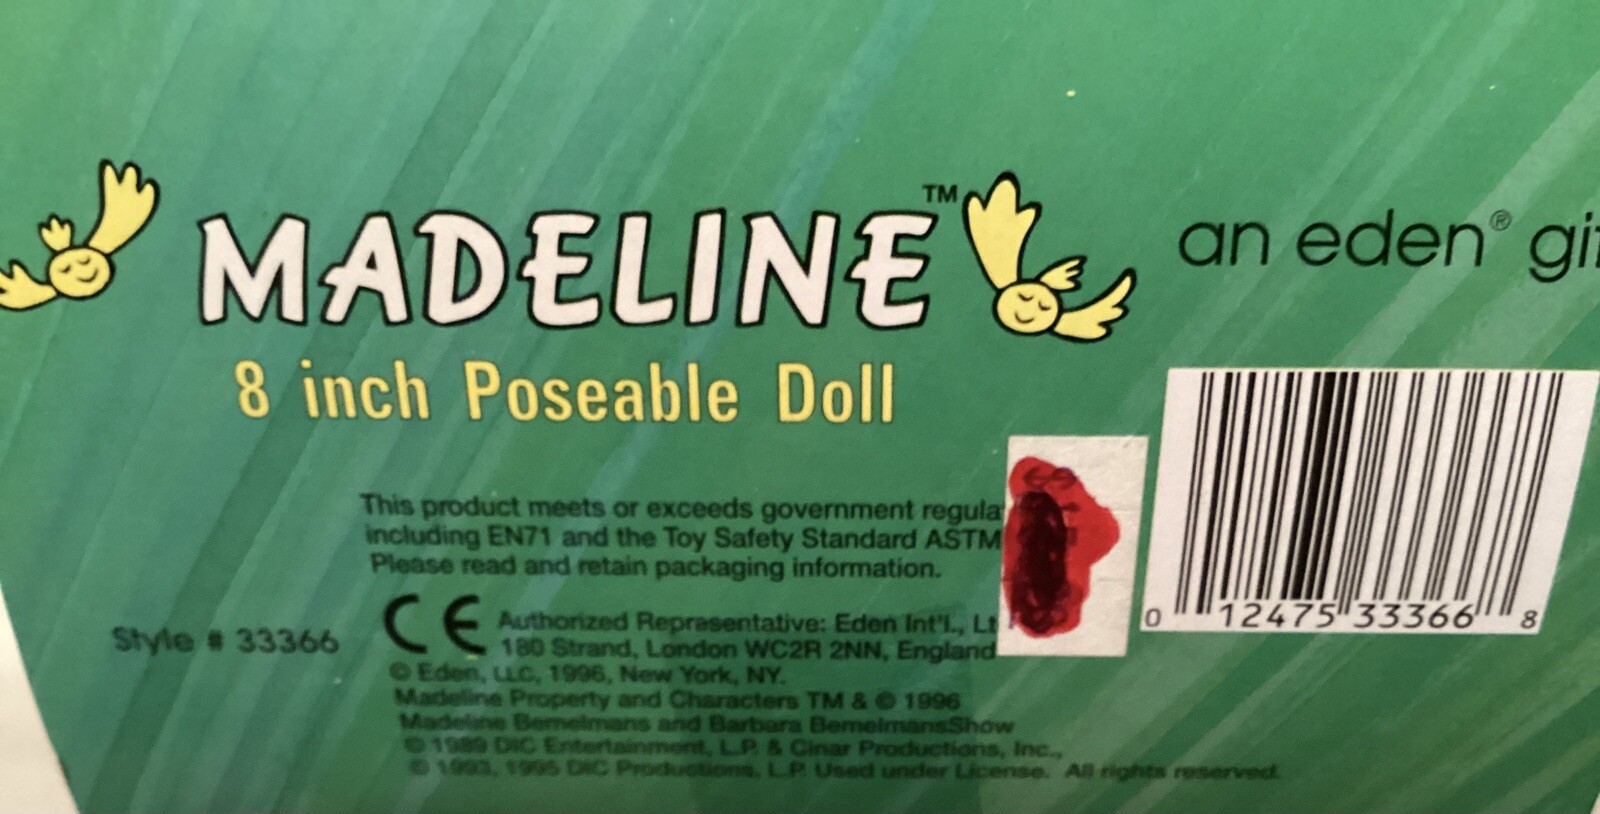 MADELINE™
an eden® gif
8 inch Poseable Doll
This product meets or exceeds government regula
including EN71 and the Toy Safety Standard ASTM
Please read and retain packaging information.
CE
Authorized Representative: Eden Int'l., Lt
180 Strand, London WC2R 2NN, England
Style # 33366
© Eden, LLC, 1996, New York, NY.
Madeline Property and Characters TM & © 1996
Madeline Bemelmans and Barbara BemelmansShow
© 1989 DIC Entertainment, L.P. & Cinar Productions, Inc.,
© 1993, 1995 DIC Productions, L.P. Used under License. All rights reserved.
0 12475 33366 8